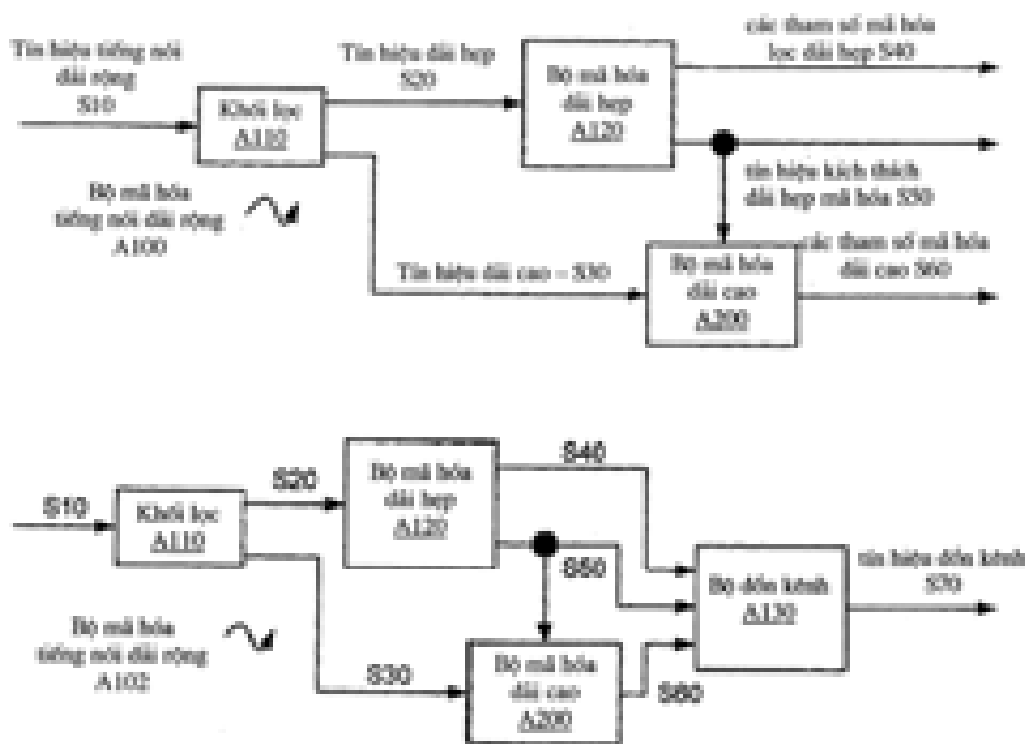 Tín hiệu tiếng nói
dải rộng
S10
Tín hiệu dải hẹp
S20
Khối lọc
A110
Bộ mã hóa
dải hẹp
A120
các tham số mã hóa
lọc dải hẹp S40
tín hiệu kích thích
dải hẹp mã hóa S50
Bộ mã hóa
tiếng nói dải rộng
A100
Tín hiệu dải cao – S30
Bộ mã hóa
dải cao
A200
các tham số mã hóa
dải cao S60
S10
Khối lọc
A110
S20
Bộ mã hóa
dải hẹp
A120
S40
S50
Bộ dồn kênh
A130
tín hiệu dồn kênh
S70
Bộ mã hóa
tiếng nói dải rộng
A102
S30
Bộ mã hóa
dải cao
A200
S60